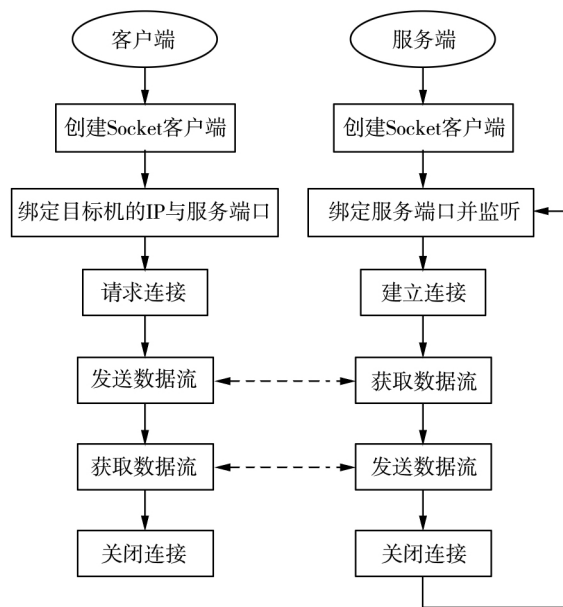 客户端
创建Socket客户端
绑定目标机的IP与服务端口
请求连接
发送数据流
获取数据流
关闭连接
服务端
创建Socket客户端
绑定服务端口并监听
建立连接
获取数据流
发送数据流
关闭连接